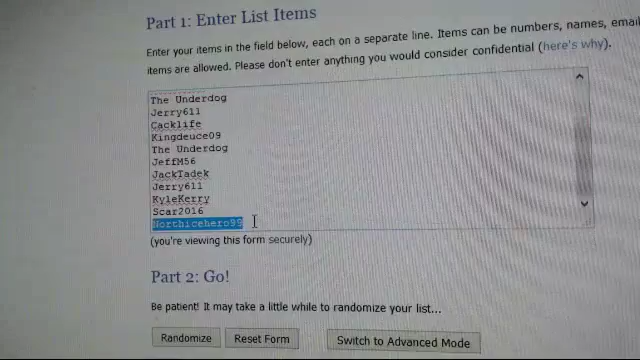 Part 1: Enter List Items
Enter your items in the field below, each on a separate line. Items can be numbers, names, email
items are allowed. Please don't enter anything you would consider confidential (here's why).
The Underdog
Jerry611
Cacklife
Kingdeuce09
The Underdog
JeffM56
JackTadek
Jerry611
KyleKerry
Scar2016
Northicehero99
(you're viewing this form securely)
Part 2: Go!
Be patient! It may take a little while to randomize your list...
Randomize
Reset Form
Switch to Advanced Mode